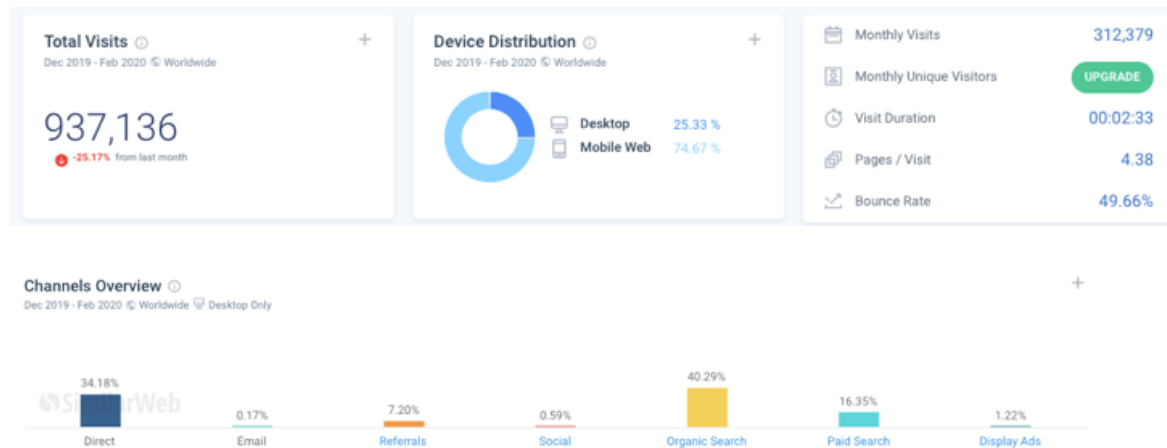 Total Visits
Dec 2019 - Feb 2020 Worldwide
937,136
-25.17% from last month
Device Distribution
Dec 2019 - Feb 2020 Worldwide
Desktop 25.33 %
Mobile Web 74.67 %
Monthly Visits 312,379
Monthly Unique Visitors UPGRADE
Visit Duration 00:02:33
Pages / Visit 4.38
Bounce Rate 49.66%
Channels Overview
Dec 2019 - Feb 2020 Worldwide Desktop Only
SimilarWeb
34.18% 0.17% 7.20% 0.59% 40.29% 16.35% 1.22%
Direct Email Referrals Social Organic Search Paid Search Display Ads